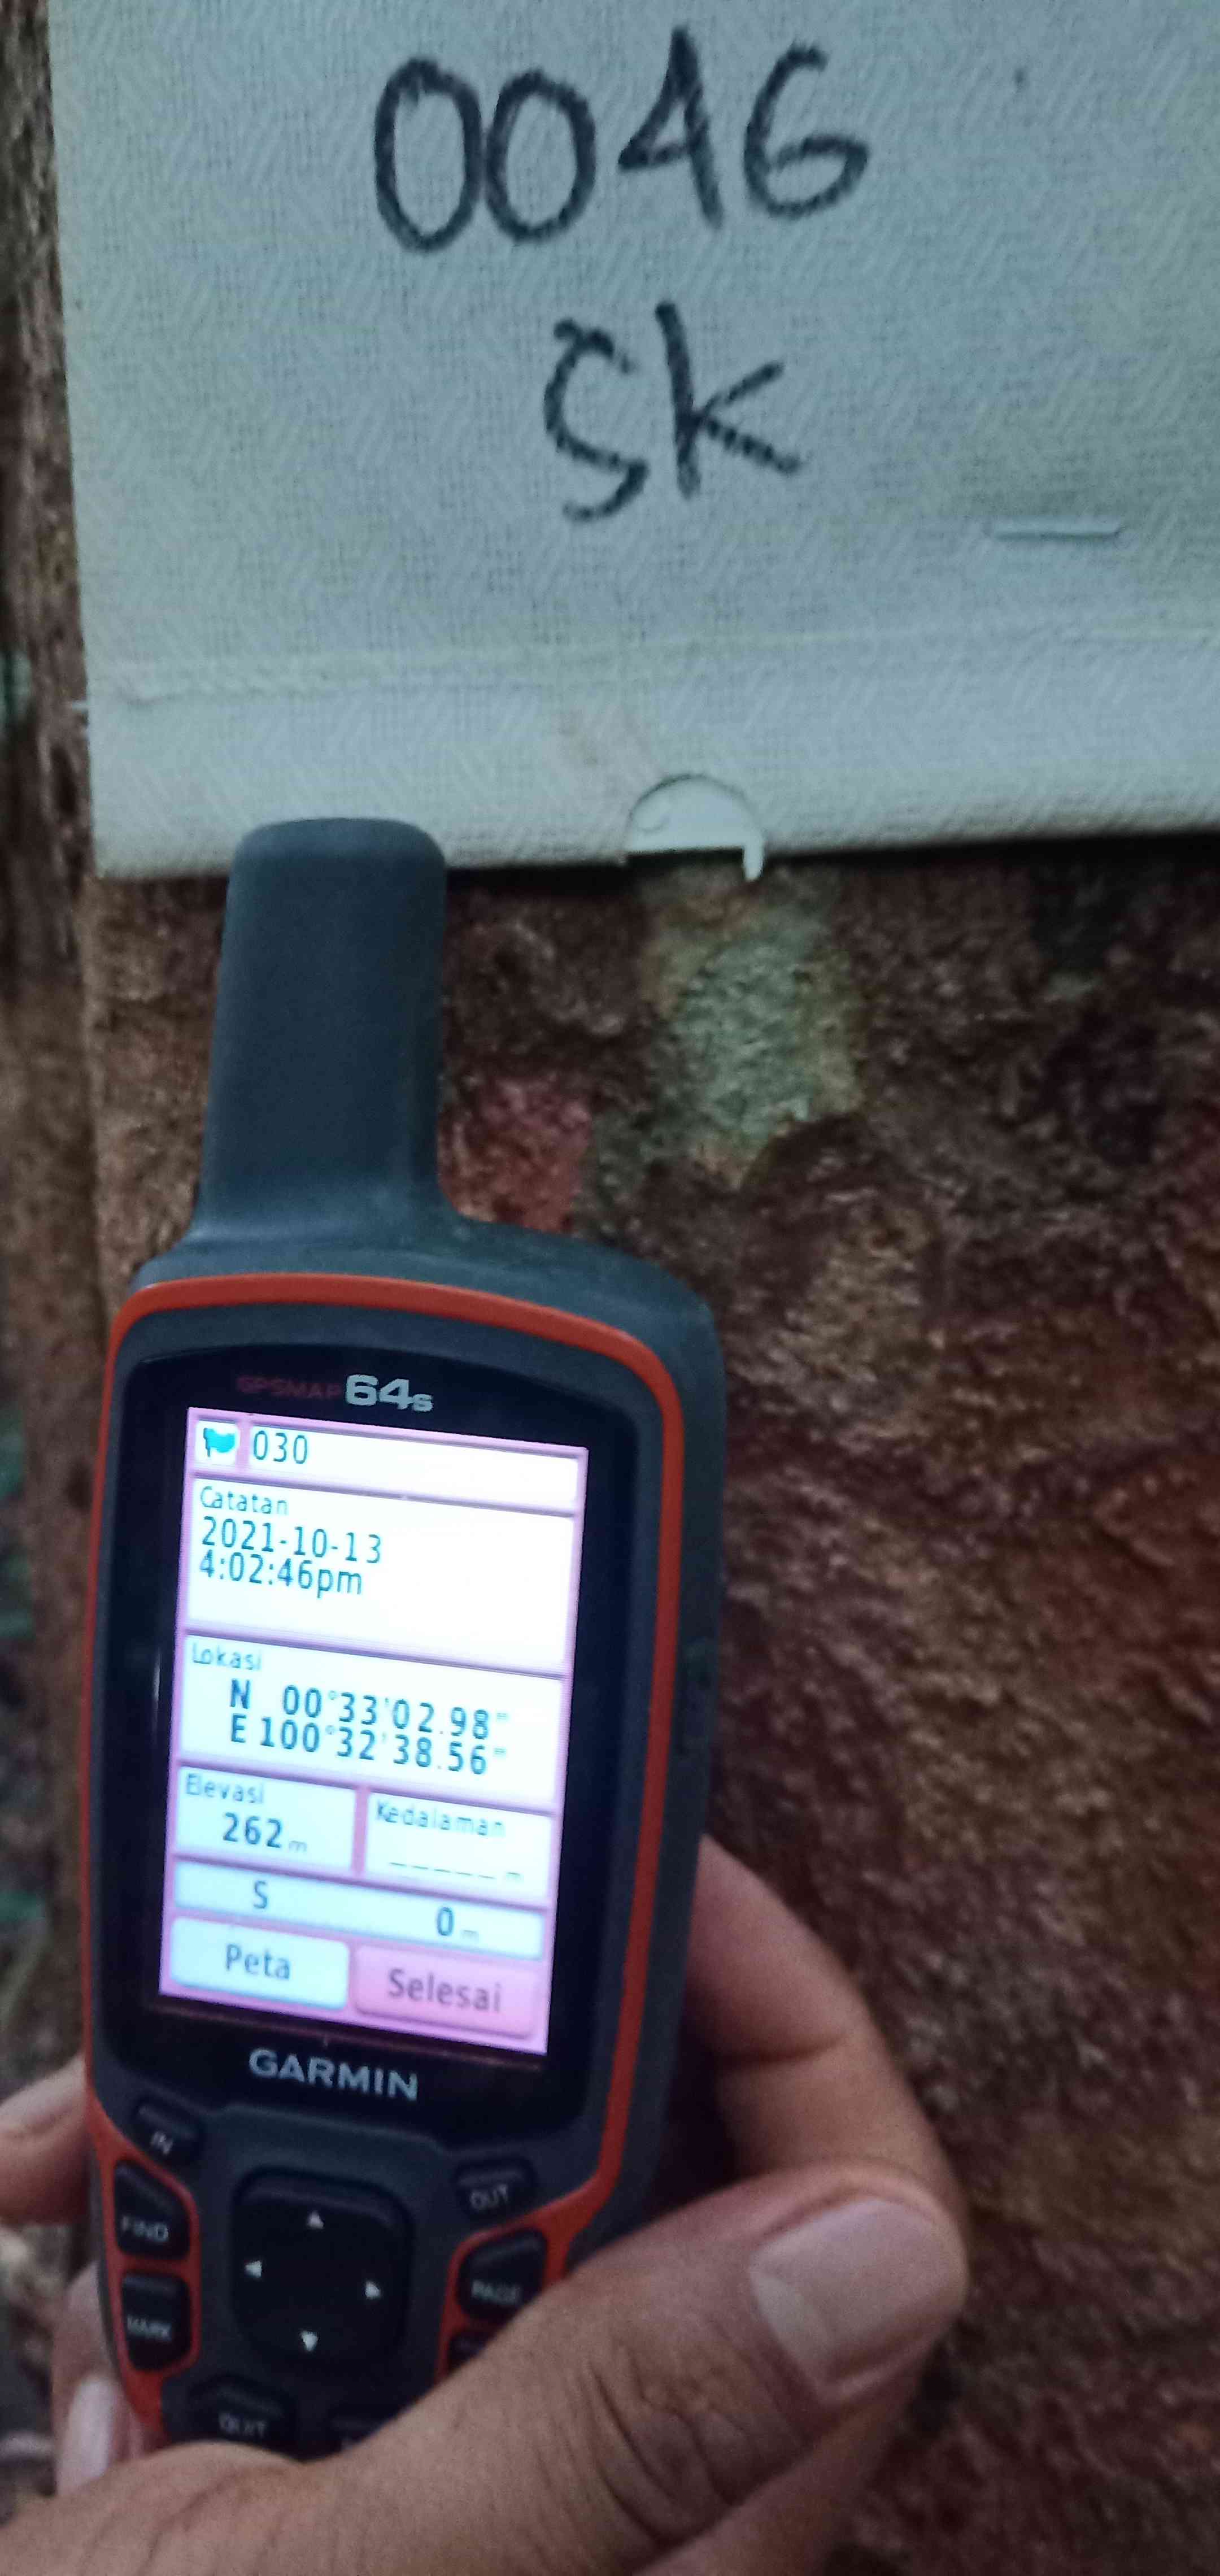 0046
SK
GPSMAP 64s
030
Catatan
2021-10-13
4:02:46pm
Lokasi
N 00°33'02.98"
E 100°32'38.56"
Elevasi
262 m
Kedalaman
_____ m
S 0 m
Peta Selesai
GARMIN
IN
OUT
FIND
PAGE
MARK
QUIT